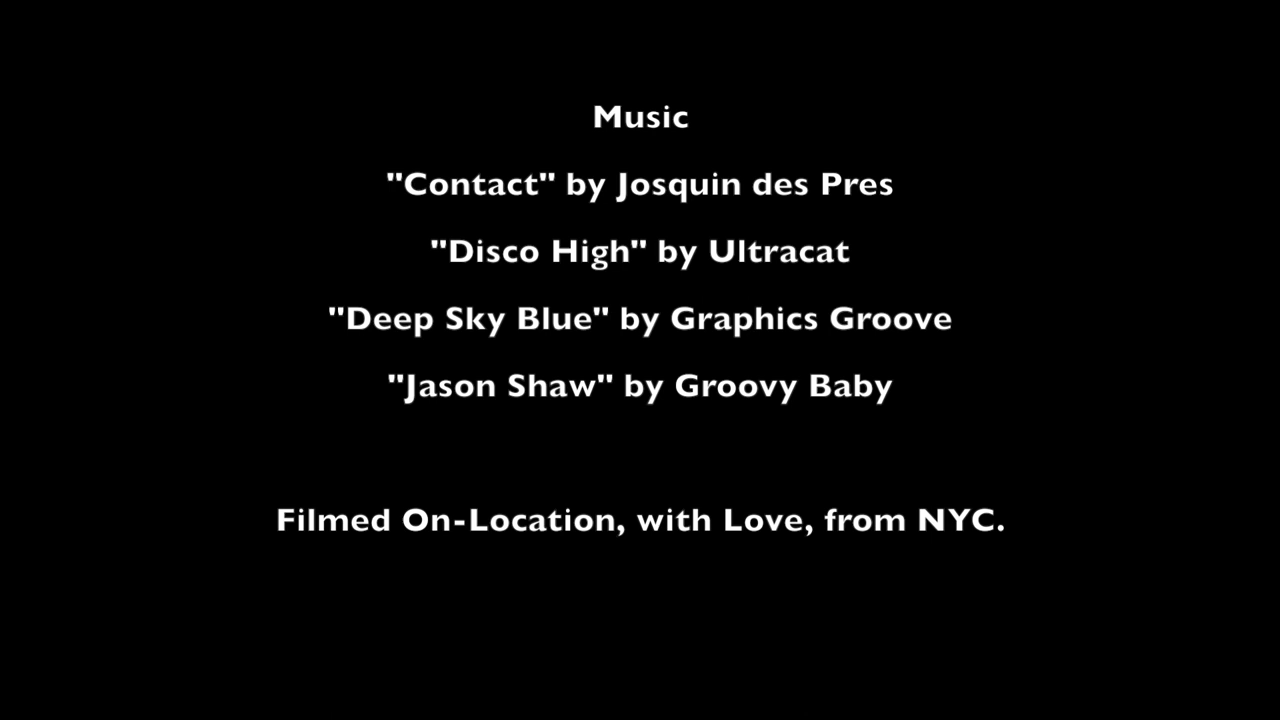 Music
"Contact" by Josquin des Pres
"Disco High" by Ultracat
"Deep Sky Blue" by Graphics Groove
"Jason Shaw" by Groovy Baby
Filmed On-Location, with Love, from NYC.